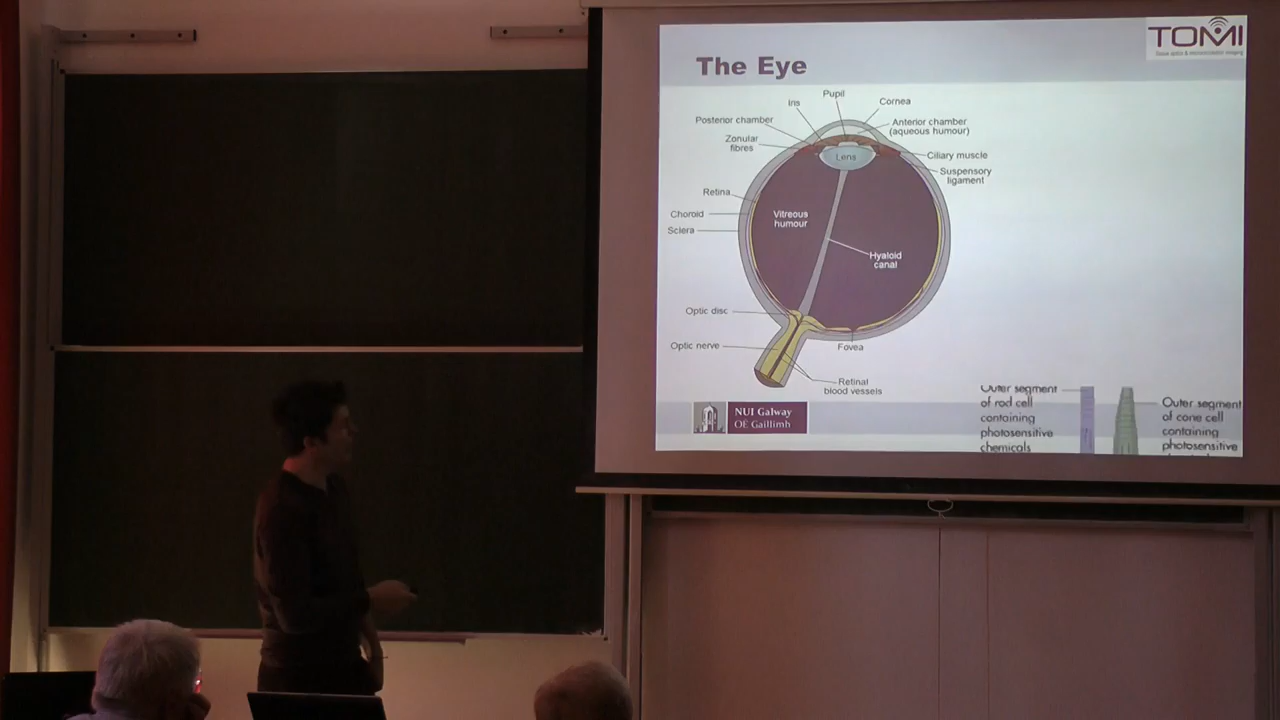 The Eye
TOMI
Pupil
Iris
Cornea
Posterior chamber
Anterior chamber
(aqueous humour)
Zonular
fibres
Lens
Ciliary muscle
Suspensory
ligament
Retina
Choroid
Sclera
Vitreous
humour
Hyaloid
canal
Optic disc
Optic nerve
Fovea
Retinal
blood vessels
NUI Galway
OÉ Gaillimh
Outer segment
of rod cell
containing
photosensitive
chemicals
Outer segment
of cone cell
containing
photosensitive